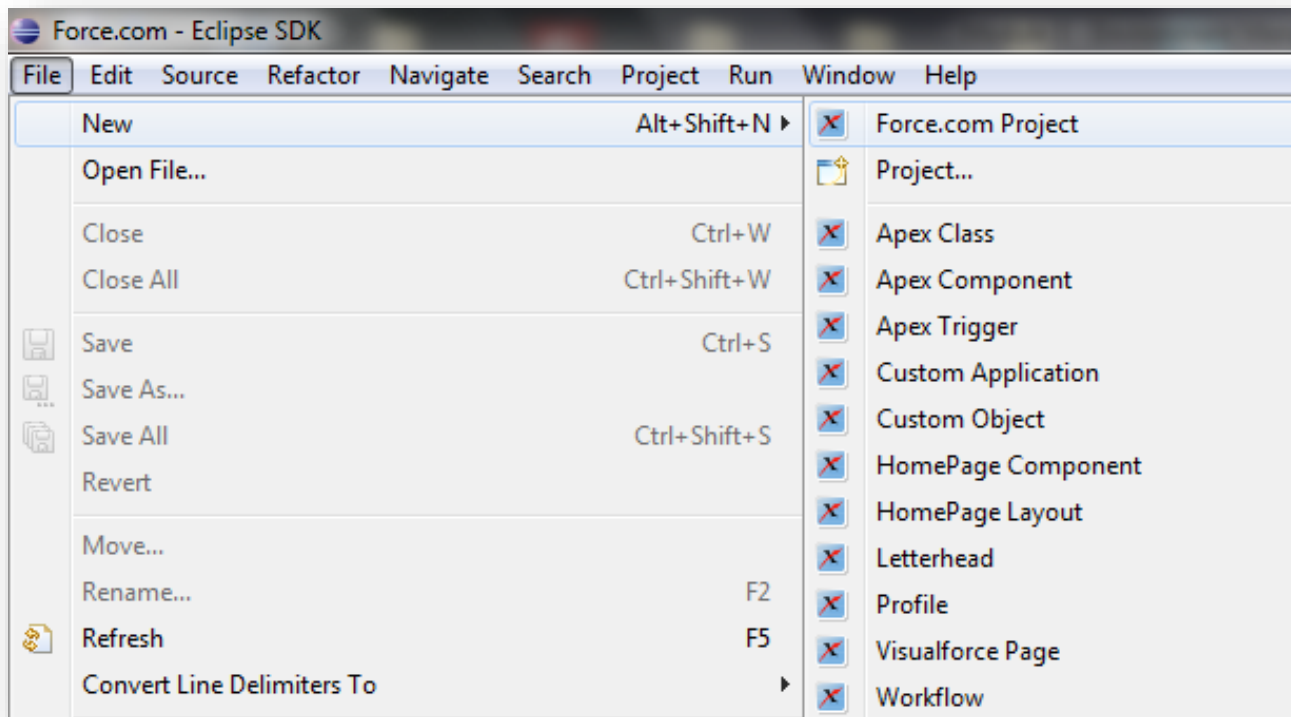 Force.com - Eclipse SDK
File Edit Source Refactor Navigate Search Project Run Window Help
New Alt+Shift+N
Open File...
Close Ctrl+W
Close All Ctrl+Shift+W
Save Ctrl+S
Save As...
Save All Ctrl+Shift+S
Revert
Move...
Rename... F2
Refresh F5
Convert Line Delimiters To
Force.com Project
Project...
Apex Class
Apex Component
Apex Trigger
Custom Application
Custom Object
HomePage Component
HomePage Layout
Letterhead
Profile
Visualforce Page
Workflow